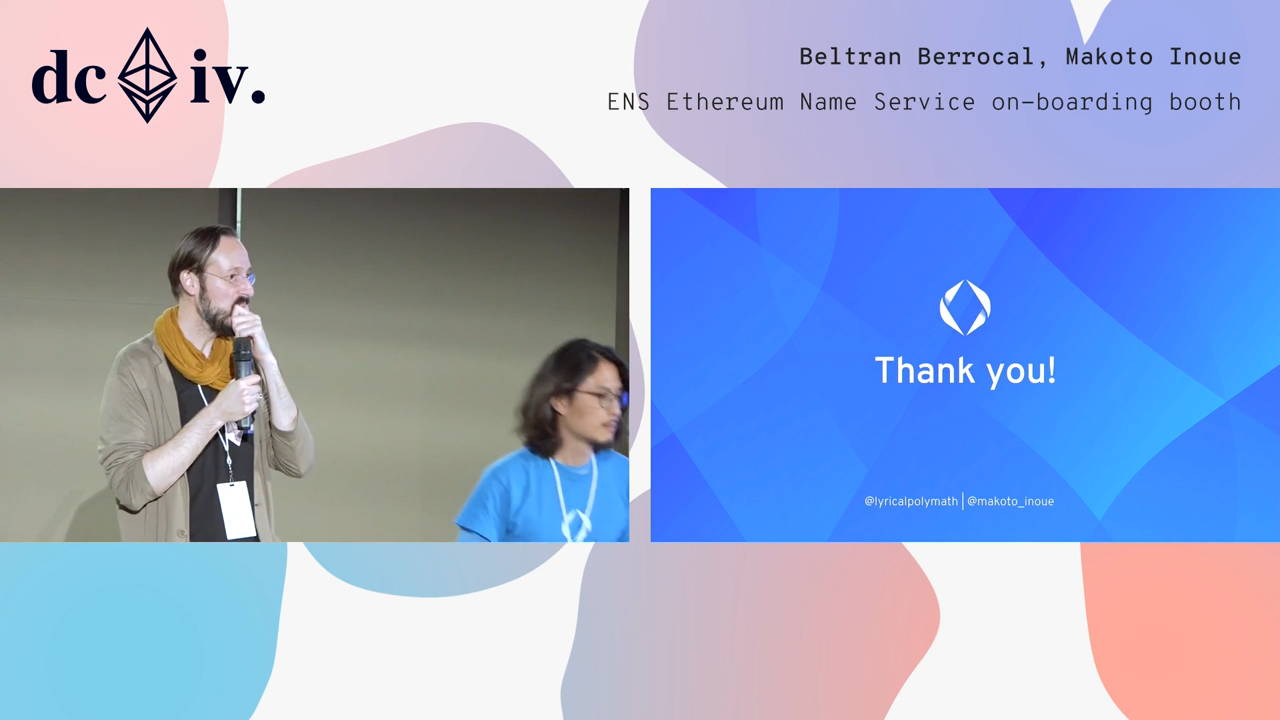 dc iv.
Beltran Berrocal, Makoto Inoue
ENS Ethereum Name Service on-boarding booth
Thank you!
@lyricalpolymath | @makoto_inoue